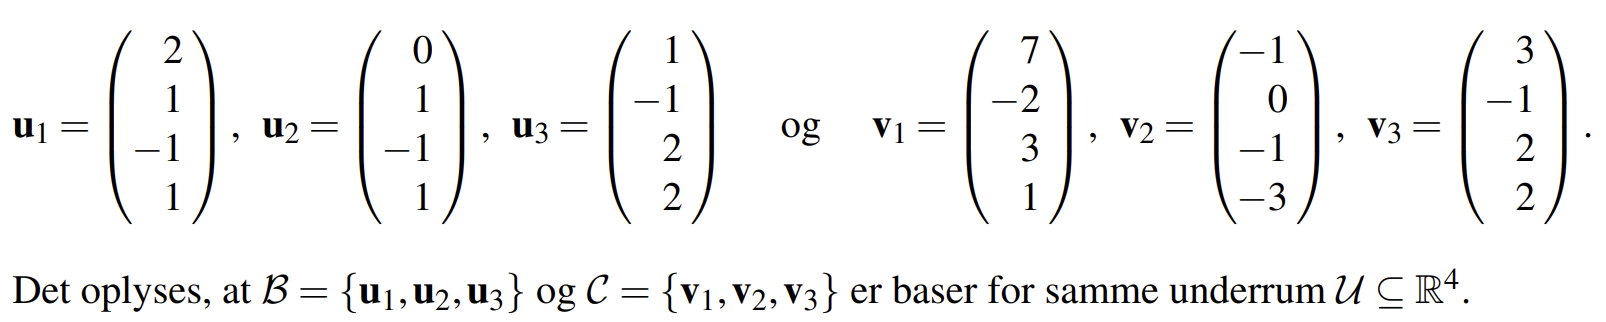 u₁ = ( 2 1 −1 1 ), u₂ = ( 0 1 −1 1 ), u₃ = ( 1 −1 2 2 ) og v₁ = ( 7 −2 3 1 ), v₂ = ( −1 0 −1 −3 ), v₃ = ( 3 −1 2 2 ).
Det oplyses, at ℬ = {u₁,u₂,u₃} og 𝒞 = {v₁,v₂,v₃} er baser for samme underrum 𝒰 ⊆ ℝ⁴.